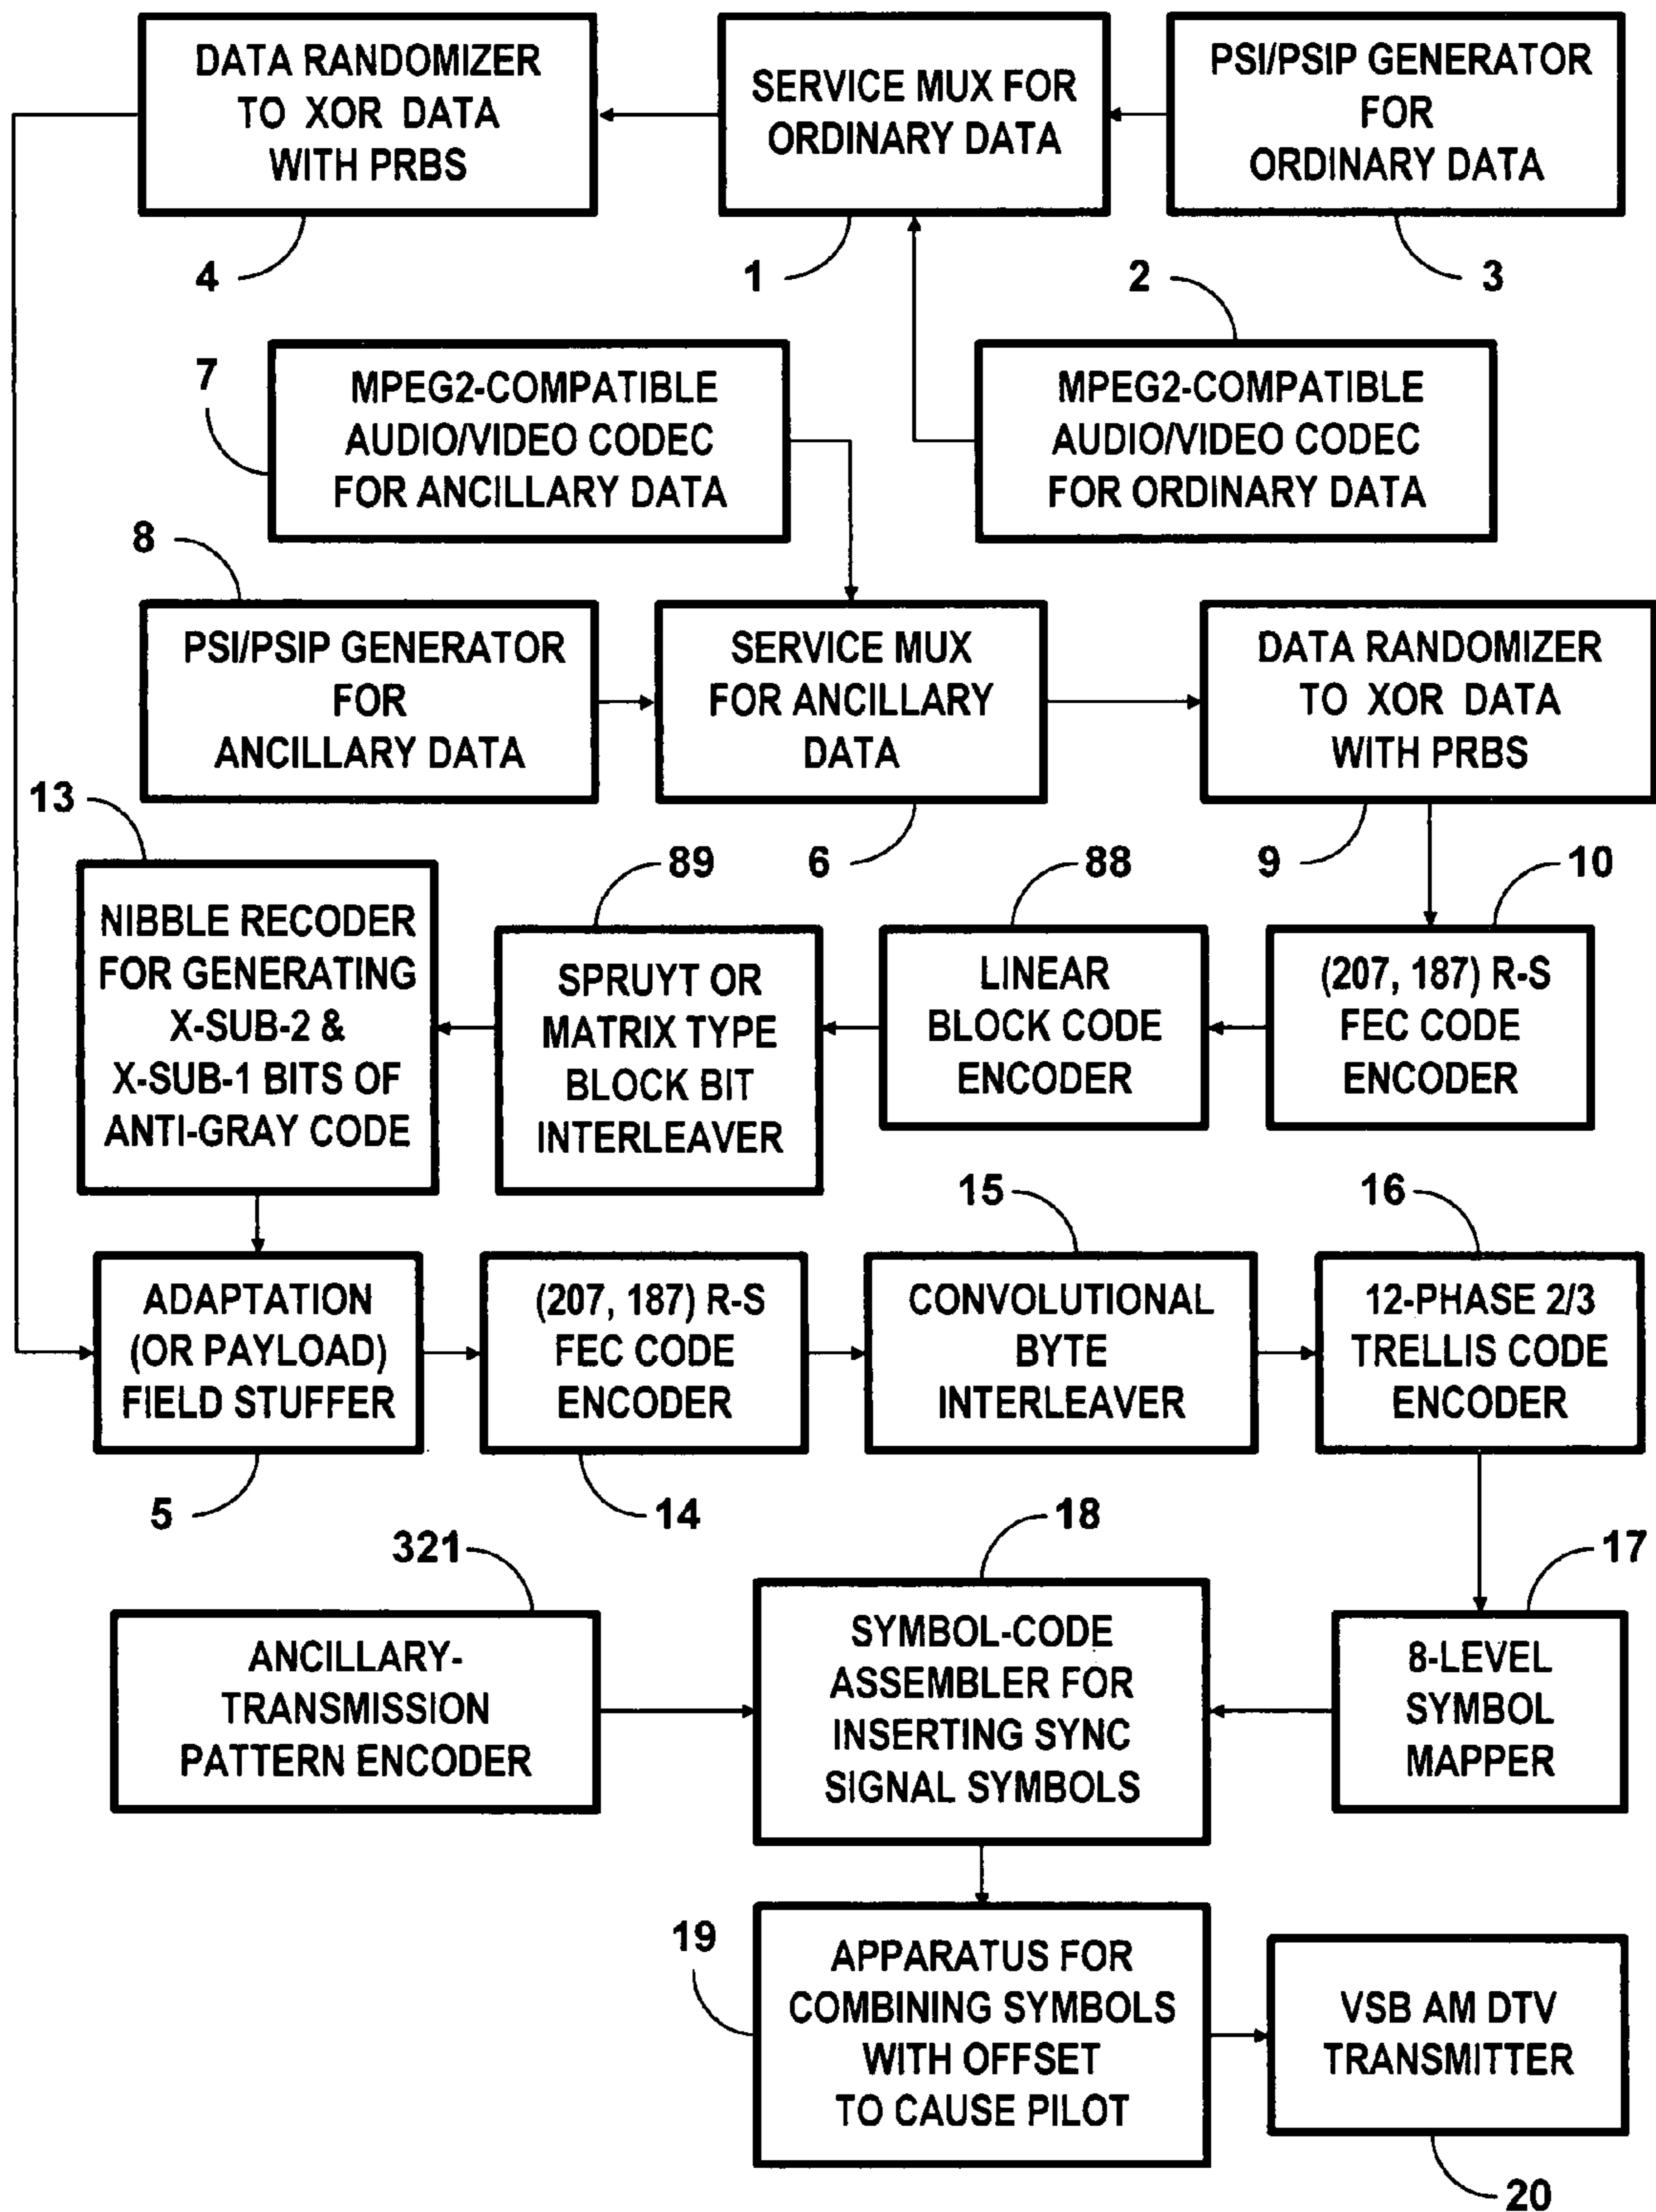 DATA RANDOMIZER
TO XOR DATA
WITH PRBS
SERVICE MUX FOR
ORDINARY DATA
PSI/PSIP GENERATOR
FOR
ORDINARY DATA
4
1
2
3
7
MPEG2-COMPATIBLE
AUDIO/VIDEO CODEC
FOR ANCILLARY DATA
MPEG2-COMPATIBLE
AUDIO/VIDEO CODEC
FOR ORDINARY DATA
8
PSI/PSIP GENERATOR
FOR
ANCILLARY DATA
SERVICE MUX
FOR ANCILLARY
DATA
DATA RANDOMIZER
TO XOR DATA
WITH PRBS
13
89
6
88
9
10
NIBBLE RECODER
FOR GENERATING
X-SUB-2 &
X-SUB-1 BITS OF
ANTI-GRAY CODE
SPRUYT OR
MATRIX TYPE
BLOCK BIT
INTERLEAVER
LINEAR
BLOCK CODE
ENCODER
(207, 187) R-S
FEC CODE
ENCODER
15
16
ADAPTATION
(OR PAYLOAD)
FIELD STUFFER
(207, 187) R-S
FEC CODE
ENCODER
CONVOLUTIONAL
BYTE
INTERLEAVER
12-PHASE 2/3
TRELLIS CODE
ENCODER
5
14
18
321
17
ANCILLARY-
TRANSMISSION
PATTERN ENCODER
SYMBOL-CODE
ASSEMBLER FOR
INSERTING SYNC
SIGNAL SYMBOLS
8-LEVEL
SYMBOL
MAPPER
19
APPARATUS FOR
COMBINING SYMBOLS
WITH OFFSET
TO CAUSE PILOT
VSB AM DTV
TRANSMITTER
20